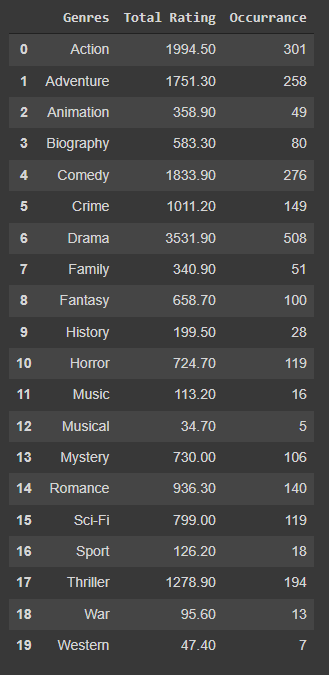 Genres Total Rating Occurrance
0 Action 1994.50 301
1 Adventure 1751.30 258
2 Animation 358.90 49
3 Biography 583.30 80
4 Comedy 1833.90 276
5 Crime 1011.20 149
6 Drama 3531.90 508
7 Family 340.90 51
8 Fantasy 658.70 100
9 History 199.50 28
10 Horror 724.70 119
11 Music 113.20 16
12 Musical 34.70 5
13 Mystery 730.00 106
14 Romance 936.30 140
15 Sci-Fi 799.00 119
16 Sport 126.20 18
17 Thriller 1278.90 194
18 War 95.60 13
19 Western 47.40 7